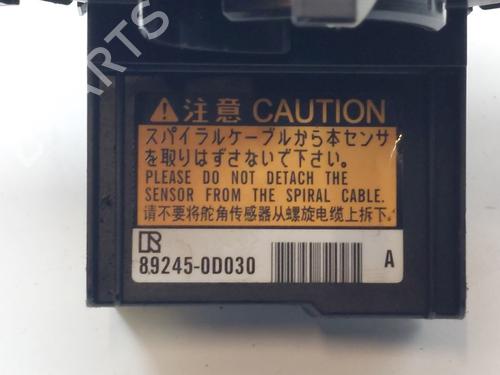 PARTS
注意 CAUTION
スパイラルケーブルから本センサ
を取りはずさないで下さい。
PLEASE DO NOT DETACH THE
SENSOR FROM THE SPIRAL CABLE.
请不要将舵角传感器从螺旋电缆上拆下.
R
89245-0D030 A